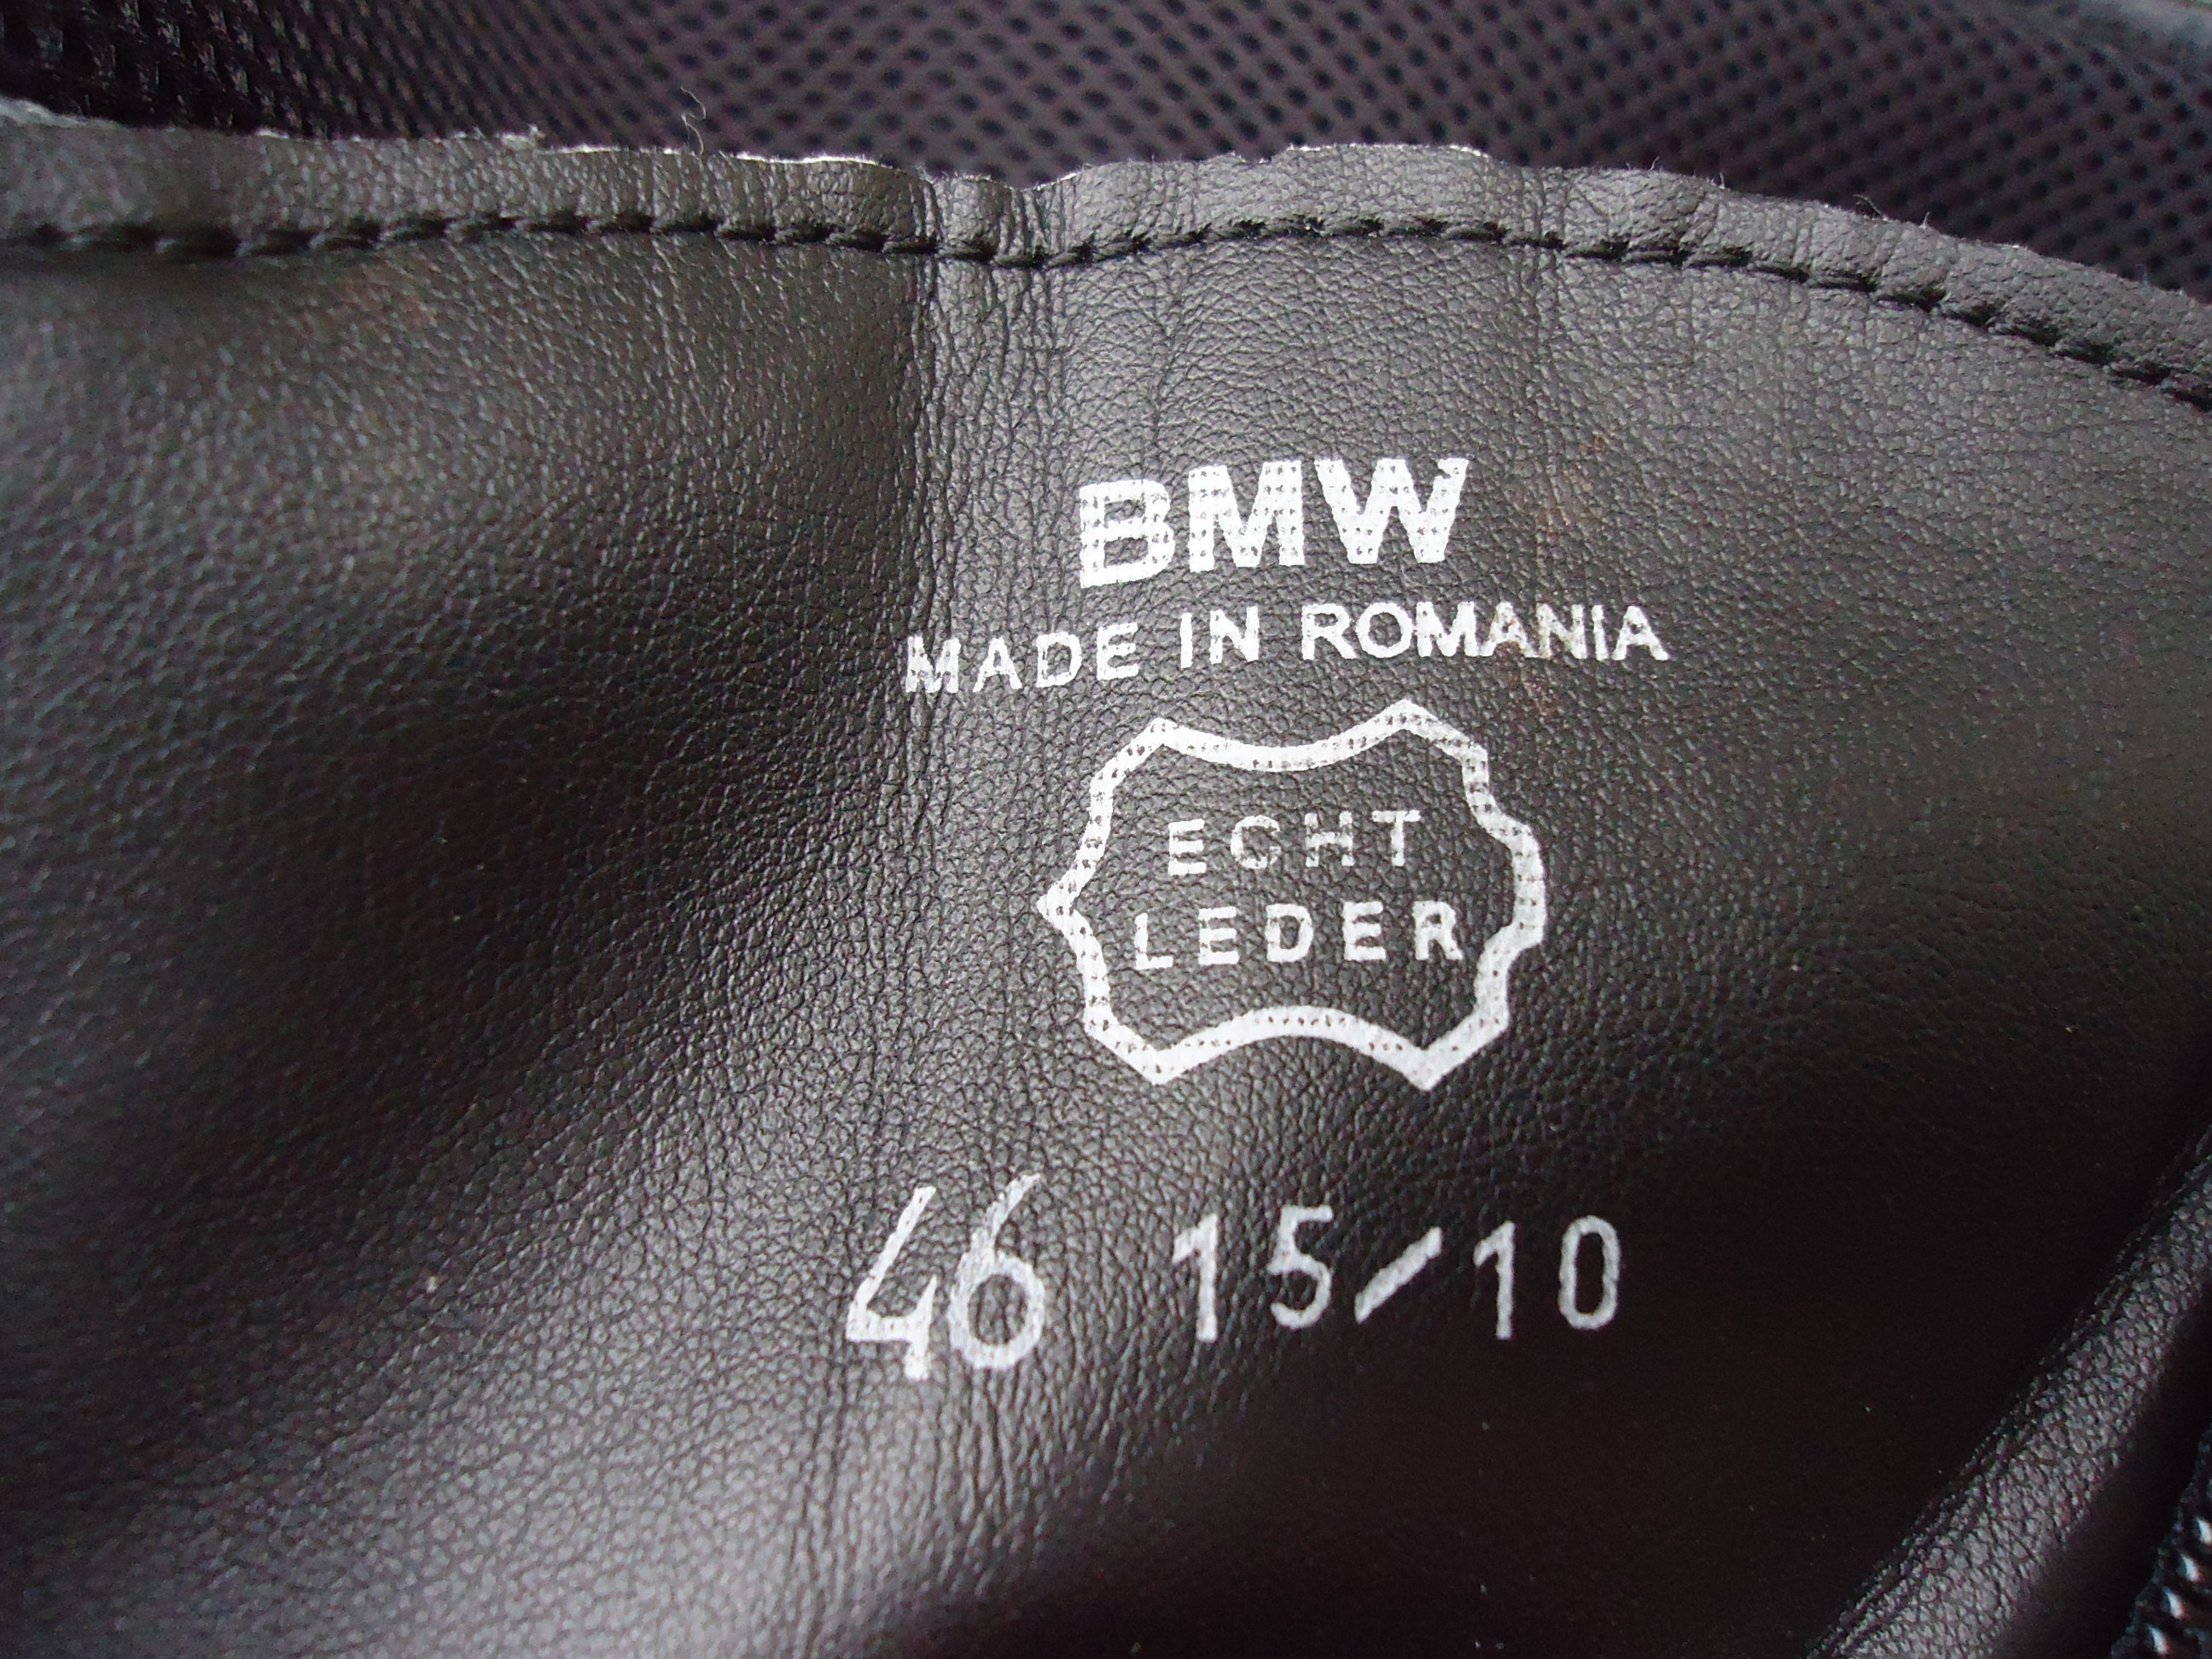 BMW
MADE IN ROMANIA
ECHT
LEDER
46 15/10